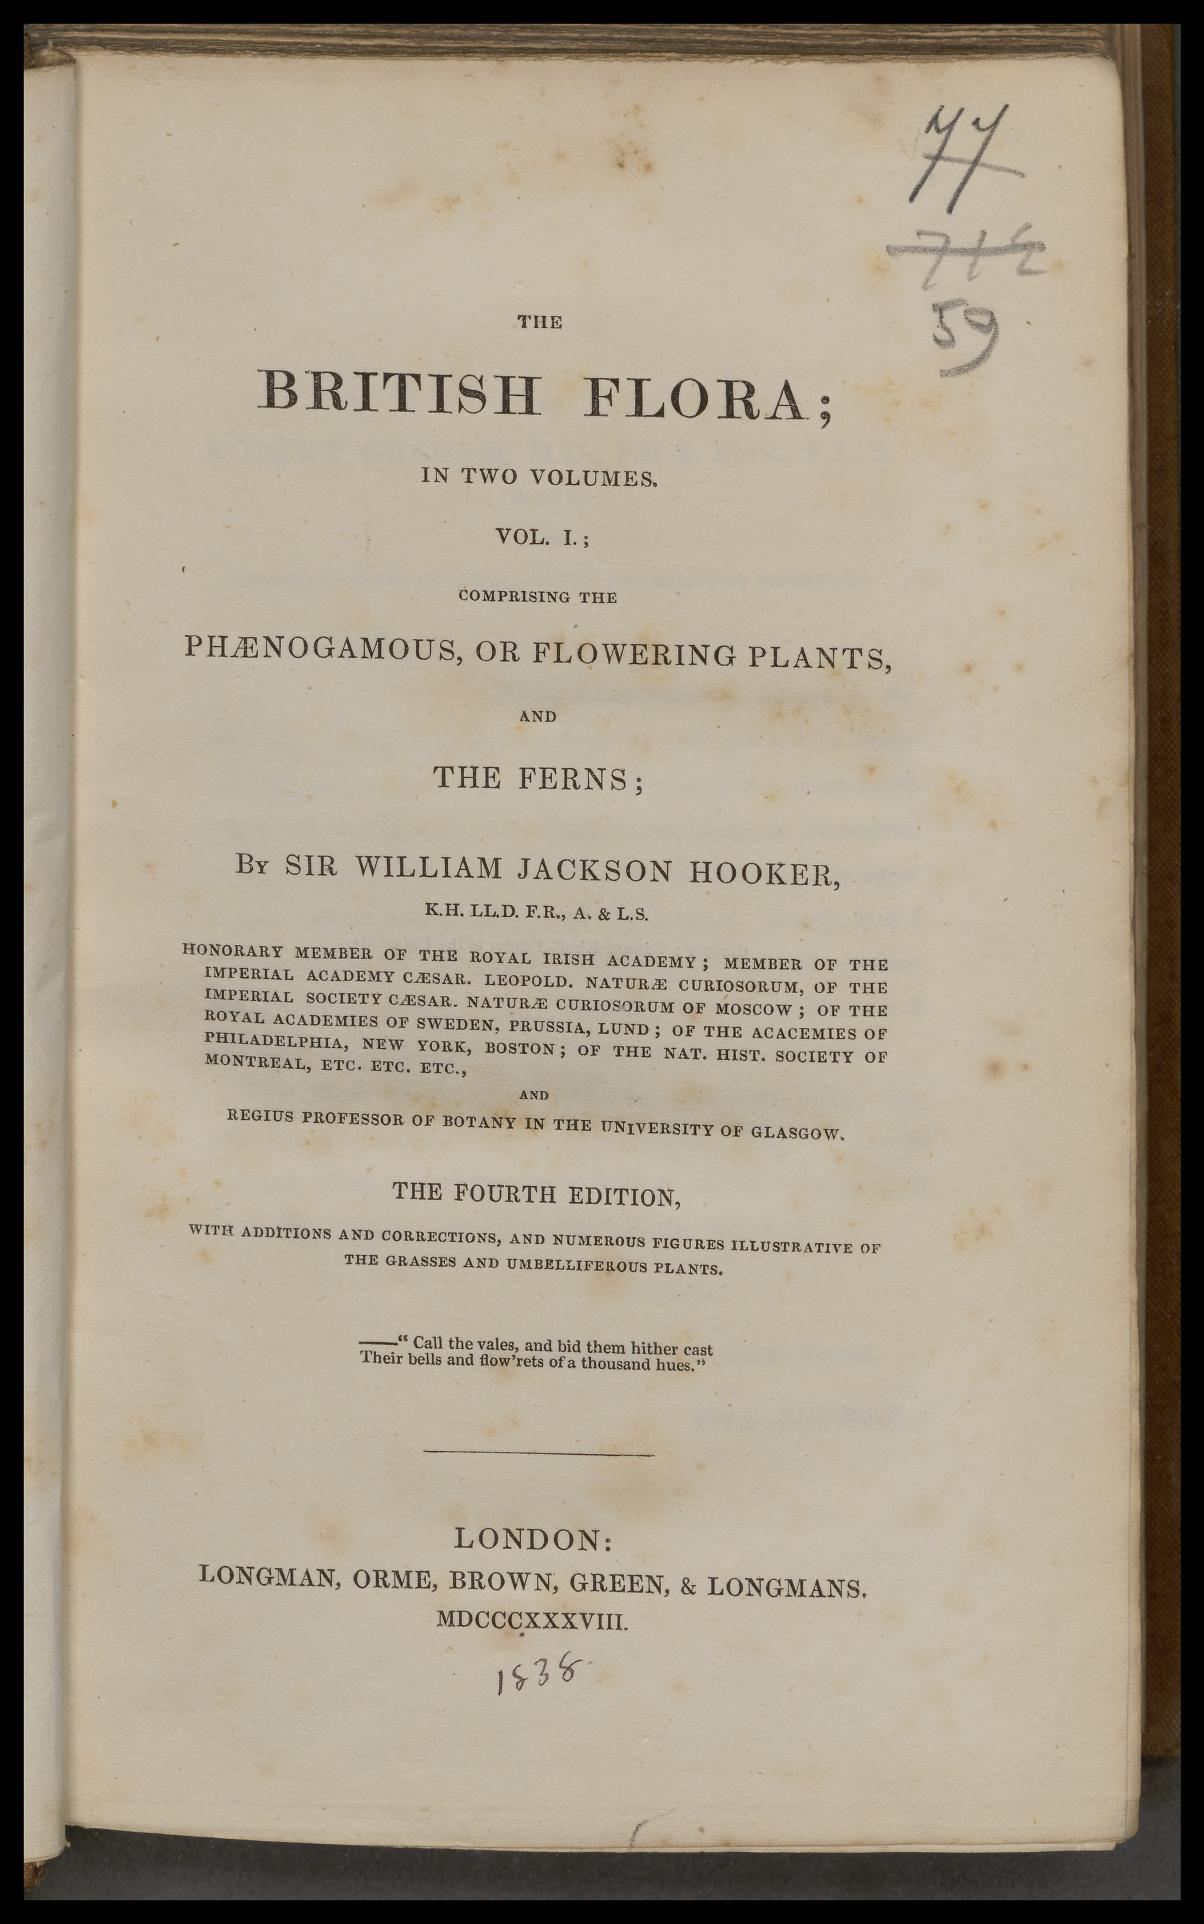 77
59
THE
BRITISH FLORA;
IN TWO VOLUMES.
VOL. I.;
COMPRISING THE
PHÆNOGAMOUS, OR FLOWERING PLANTS,
AND
THE FERNS;
BY SIR WILLIAM JACKSON HOOKER,
K.H. LL.D. F.R., A. & L.S.
HONORARY MEMBER OF THE ROYAL IRISH ACADEMY; MEMBER OF THE
IMPERIAL ACADEMY CÆSAR. LEOPOLD. NATURÆ CURIOSORUM, OF THE
IMPERIAL SOCIETY CÆSAR. NATURÆ CURIOSORUM OF MOSCOW; OF THE
ROYAL ACADEMIES OF SWEDEN, PRUSSIA, LUND; OF THE ACACEMIES OF
PHILADELPHIA, NEW YORK, BOSTON; OF THE NAT. HIST. SOCIETY OF
MONTREAL, ETC. ETC. ETC.,
AND
REGIUS PROFESSOR OF BOTANY IN THE UNIVERSITY OF GLASGOW.
THE FOURTH EDITION,
WITH ADDITIONS AND CORRECTIONS, AND NUMEROUS FIGURES ILLUSTRATIVE OF
THE GRASSES AND UMBELLIFEROUS PLANTS.
——“ Call the vales, and bid them hither cast
Their bells and flow’rets of a thousand hues.”
LONDON:
LONGMAN, ORME, BROWN, GREEN, & LONGMANS.
MDCCCXXXVIII.
1838.